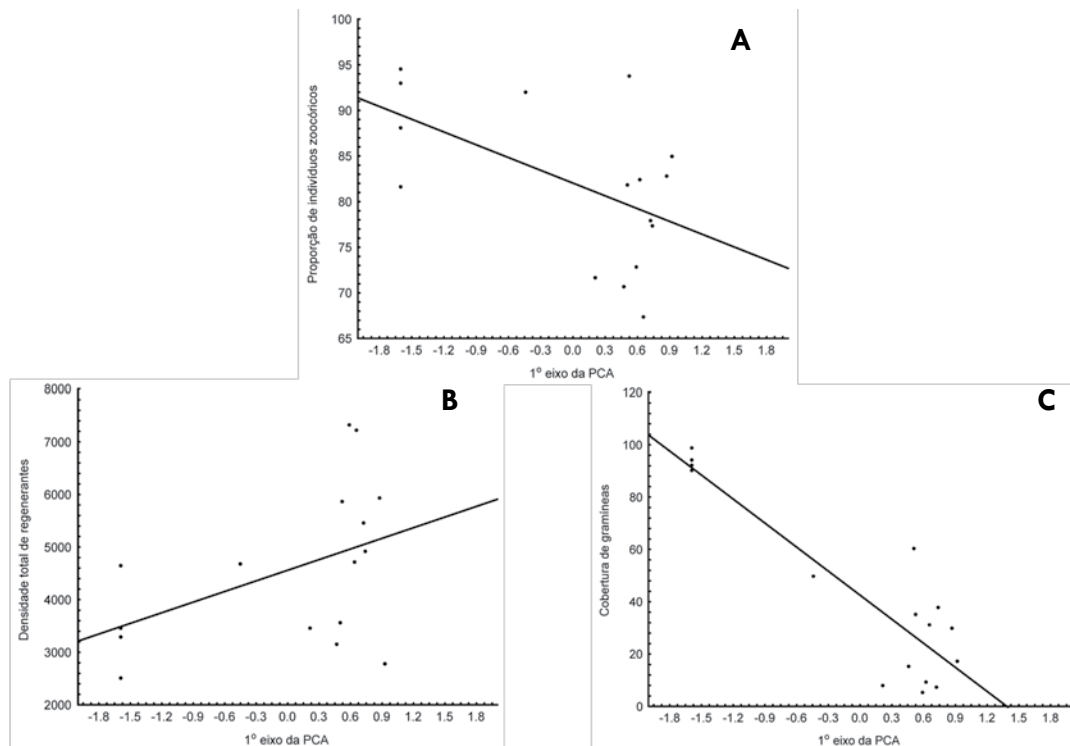 A
Proporção de indivíduos zoocóricos
100
95
90
85
80
75
70
65
-1.8 -1.5 -1.2 -0.9 -0.6 -0.3 0.0 0.3 0.6 0.9 1.2 1.5 1.8
1º eixo da PCA
B
Densidade total de regenerantes
8000
7000
6000
5000
4000
3000
2000
-1.8 -1.5 -1.2 -0.9 -0.6 -0.3 0.0 0.3 0.6 0.9 1.2 1.5 1.8
1º eixo da PCA
C
Cobertura de gramíneas
120
100
80
60
40
20
0
-1.8 -1.5 -1.2 -0.9 -0.6 -0.3 0.0 0.3 0.6 0.9 1.2 1.5 1.8
1º eixo da PCA